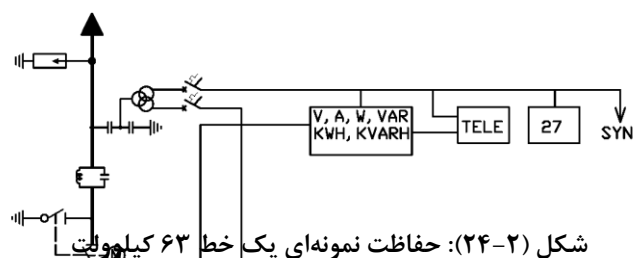 V, A, W, VAR
KWH, KVARH
TELE
27
SYN
شکل (۲-۲۴): حفاظت نمونه‌ای یک خط ۶۳ کیلوولت